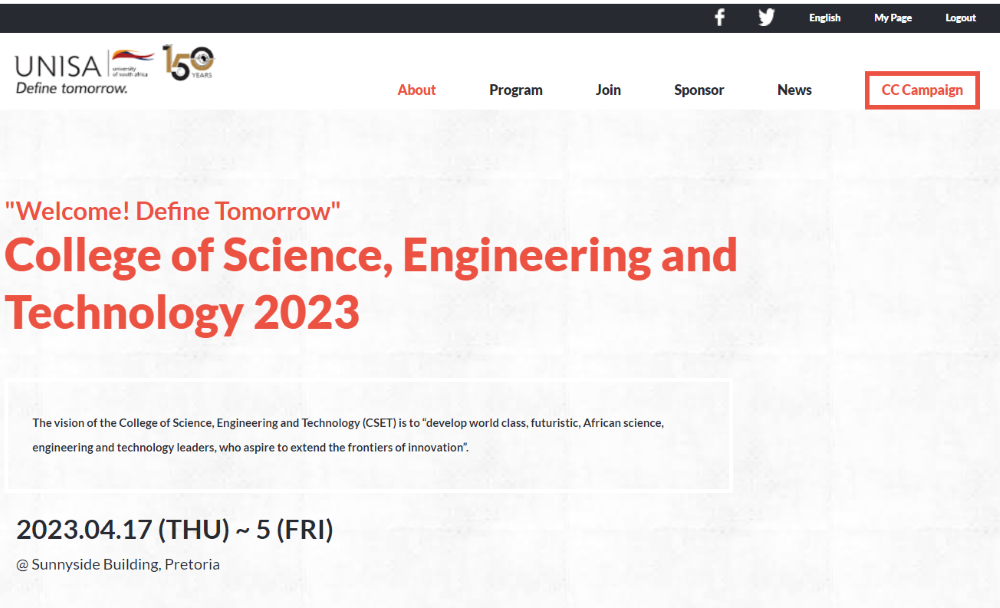 English My Page Logout
UNISA university of south africa 150 YEARS
Define tomorrow.
About Program Join Sponsor News CC Campaign
"Welcome! Define Tomorrow"
College of Science, Engineering and
Technology 2023
The vision of the College of Science, Engineering and Technology (CSET) is to “develop world class, futuristic, African science,
engineering and technology leaders, who aspire to extend the frontiers of innovation”.
2023.04.17 (THU) ~ 5 (FRI)
@ Sunnyside Building, Pretoria